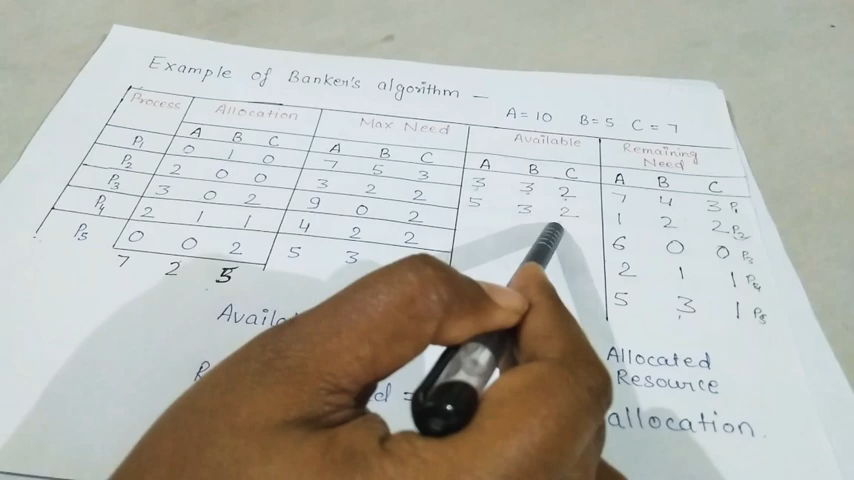 Example of Banker's algorithm –
A=10 B=5 C=7
Process Allocation Max Need Available Remaining Need
A B C A B C A B C A B C
P1 0 1 0 7 5 3 3 3 2 7 4 3 P1
P2 2 0 0 3 2 2 5 3 2 1 2 2 P2
P3 3 0 2 9 0 2 6 0 0 P3
P4 2 1 1 4 2 2 2 1 1 P4
P5 0 0 2 5 3 5 3 1 P5
7 2 5
Allocated
Resource
allocation.